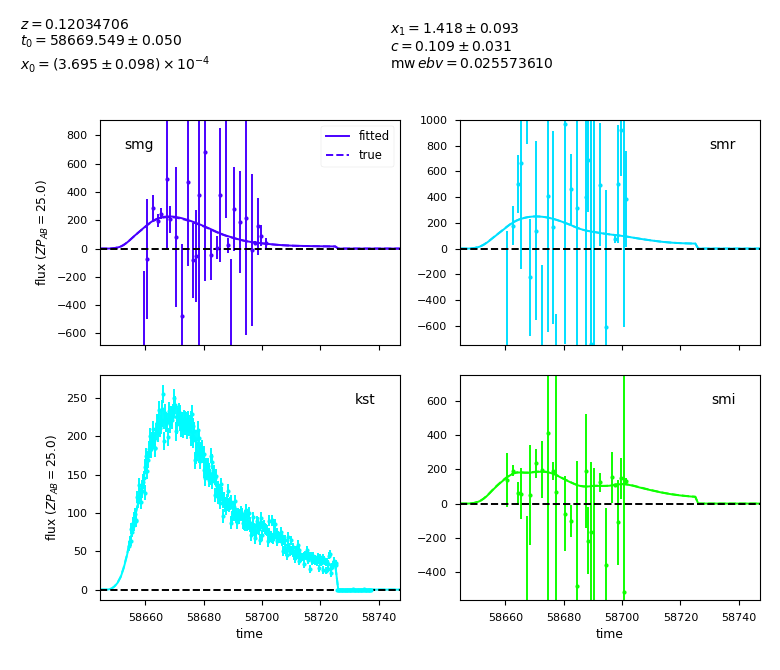 z = 0.12034706
t₀ = 58669.549 ± 0.050
x₀ = (3.695 ± 0.098) × 10⁻⁴
x₁ = 1.418 ± 0.093
c = 0.109 ± 0.031
mw ebv = 0.025573610
smg
fitted
true
flux (ZP_AB = 25.0)
800
600
400
200
0
−200
−400
−600
smr
1000
800
600
400
200
0
−200
−400
−600
kst
flux (ZP_AB = 25.0)
250
200
150
100
50
0
58660 58680 58700 58720 58740
time
smi
600
400
200
0
−200
−400
58660 58680 58700 58720 58740
time